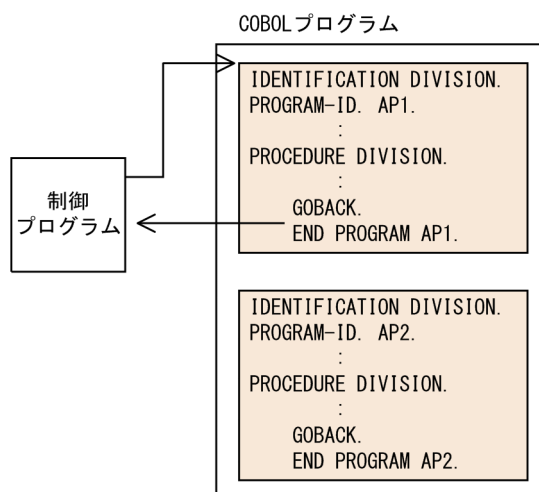 COBOLプログラム
IDENTIFICATION DIVISION.
PROGRAM-ID. AP1.
:
PROCEDURE DIVISION.
:
GOBACK.
END PROGRAM AP1.
制御
プログラム
IDENTIFICATION DIVISION.
PROGRAM-ID. AP2.
:
PROCEDURE DIVISION.
:
GOBACK.
END PROGRAM AP2.